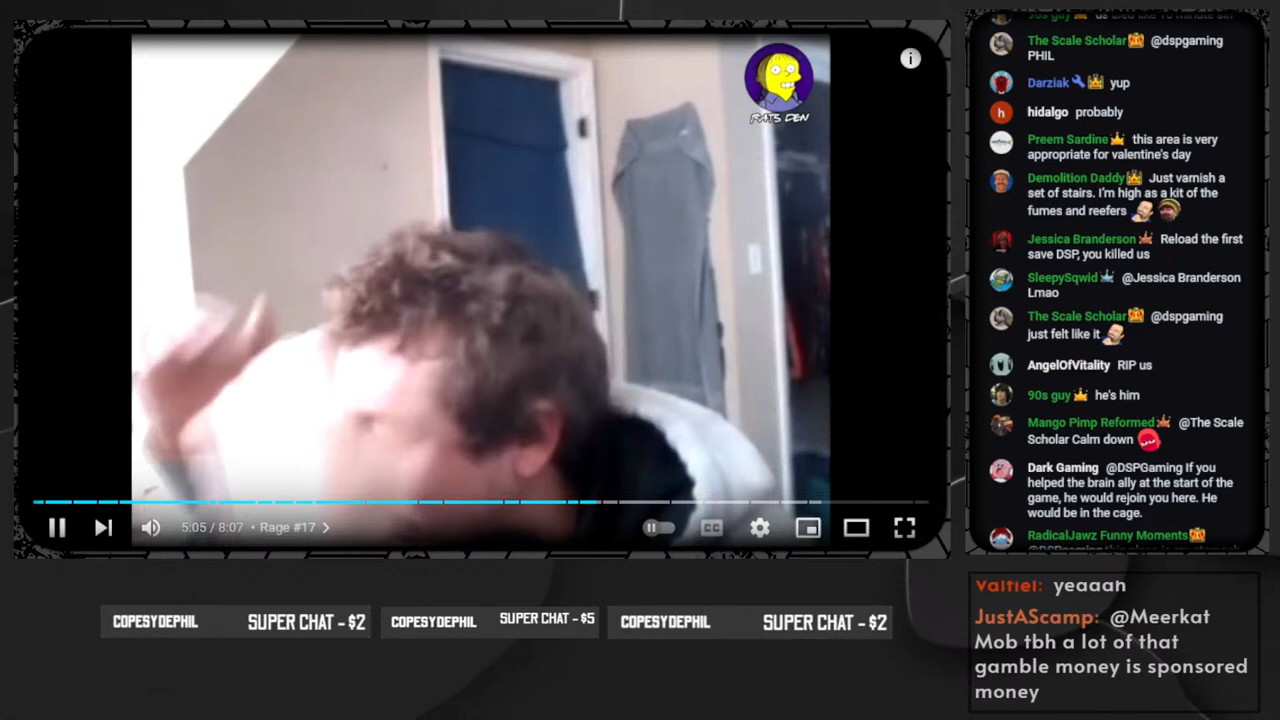 RATS DEN
5:05 / 8:07 • Rage #17 >
CC
The Scale Scholar @dspgaming
PHIL
Darziak yup
h hidalgo probably
Preem Sardine this area is very
appropriate for valentine's day
Demolition Daddy Just varnish a
set of stairs. I'm high as a kit of the
fumes and reefers
Jessica Branderson Reload the first
save DSP, you killed us
SleepySqwid @Jessica Branderson
Lmao
The Scale Scholar @dspgaming
just felt like it
AngelOfVitality RIP us
90s guy he's him
Mango Pimp Reformed @The Scale
Scholar Calm down
Dark Gaming @DSPGaming If you
helped the brain ally at the start of the
game, he would rejoin you here. He
would be in the cage.
RadicalJawz Funny Moments
COPESYDEPHIL SUPER CHAT - $2
COPESYDEPHIL SUPER CHAT - $5
COPESYDEPHIL SUPER CHAT - $2
Valtiel: yeaaah
JustAScamp: @Meerkat
Mob tbh a lot of that
gamble money is sponsored
money